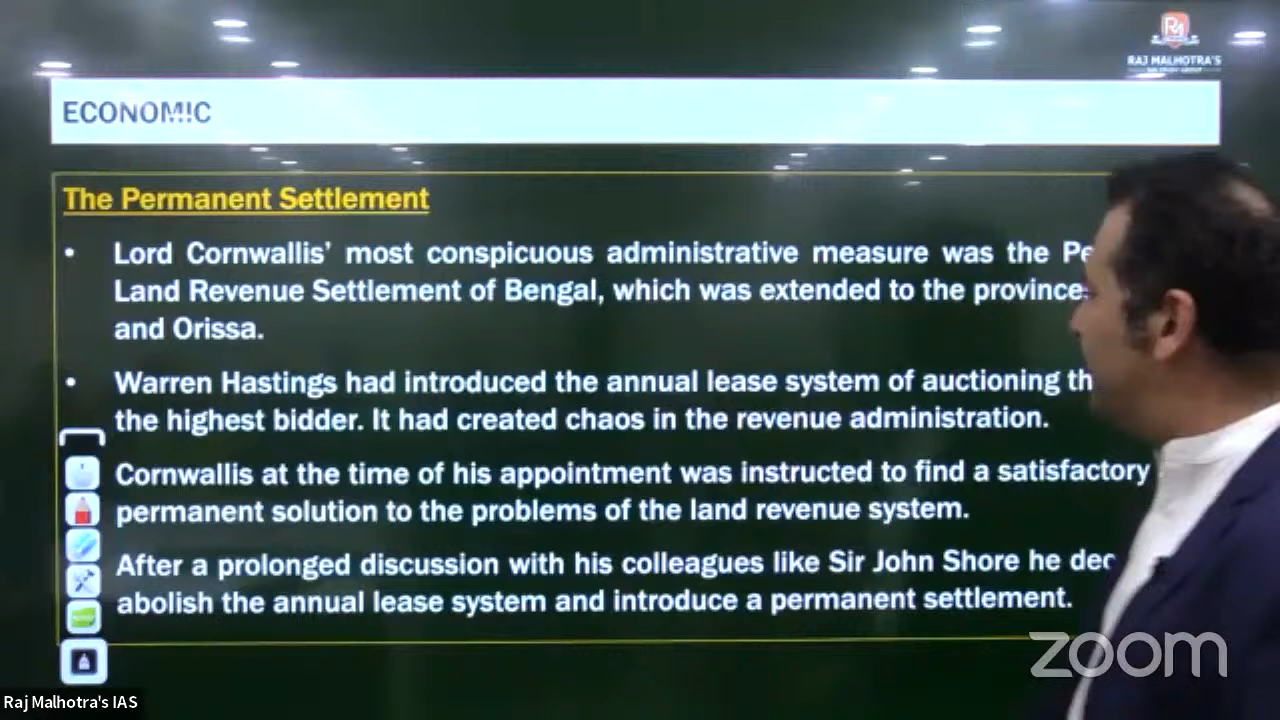 RM
RAJ MALHOTRA'S
ECONOMIC
The Permanent Settlement
• Lord Cornwallis' most conspicuous administrative measure was the Pe
Land Revenue Settlement of Bengal, which was extended to the province
and Orissa.
• Warren Hastings had introduced the annual lease system of auctioning th
the highest bidder. It had created chaos in the revenue administration.
Cornwallis at the time of his appointment was instructed to find a satisfactory
permanent solution to the problems of the land revenue system.
After a prolonged discussion with his colleagues like Sir John Shore he dec
abolish the annual lease system and introduce a permanent settlement.
zoom
Raj Malhotra's IAS